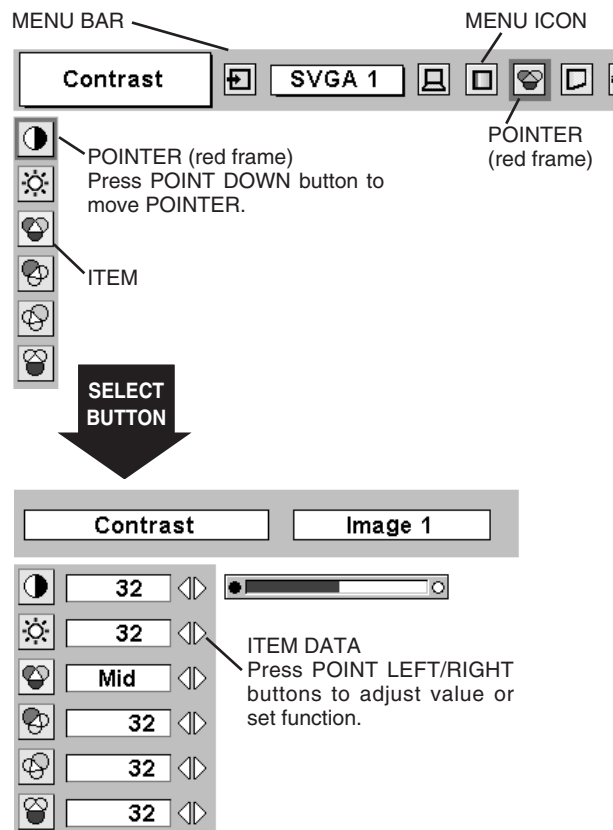 MENU BAR
MENU ICON
Contrast
SVGA 1
POINTER
(red frame)
POINTER (red frame)
Press POINT DOWN button to
move POINTER.
ITEM
SELECT
BUTTON
Contrast
Image 1
32
32
ITEM DATA
Press POINT LEFT/RIGHT
buttons to adjust value or
set function.
Mid
32
32
32